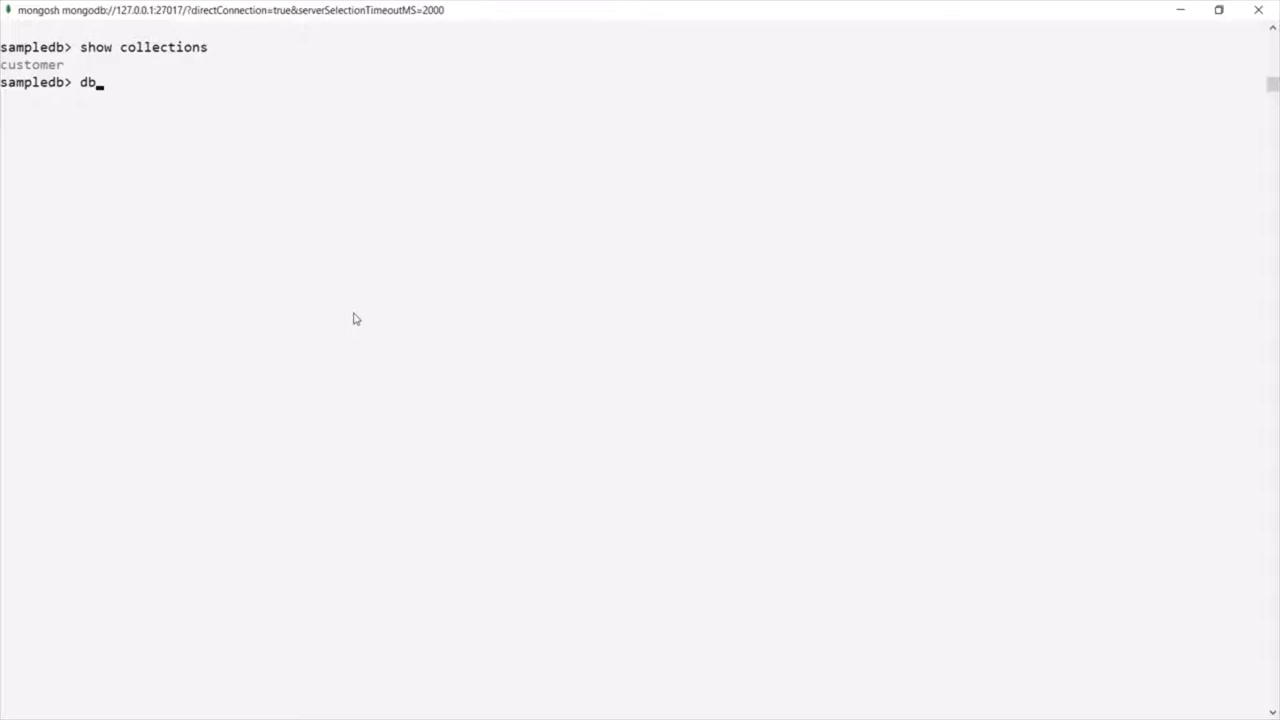 mongosh mongodb://127.0.0.1:27017/?directConnection=true&serverSelectionTimeoutMS=2000
sampledb> show collections
customer
sampledb> db